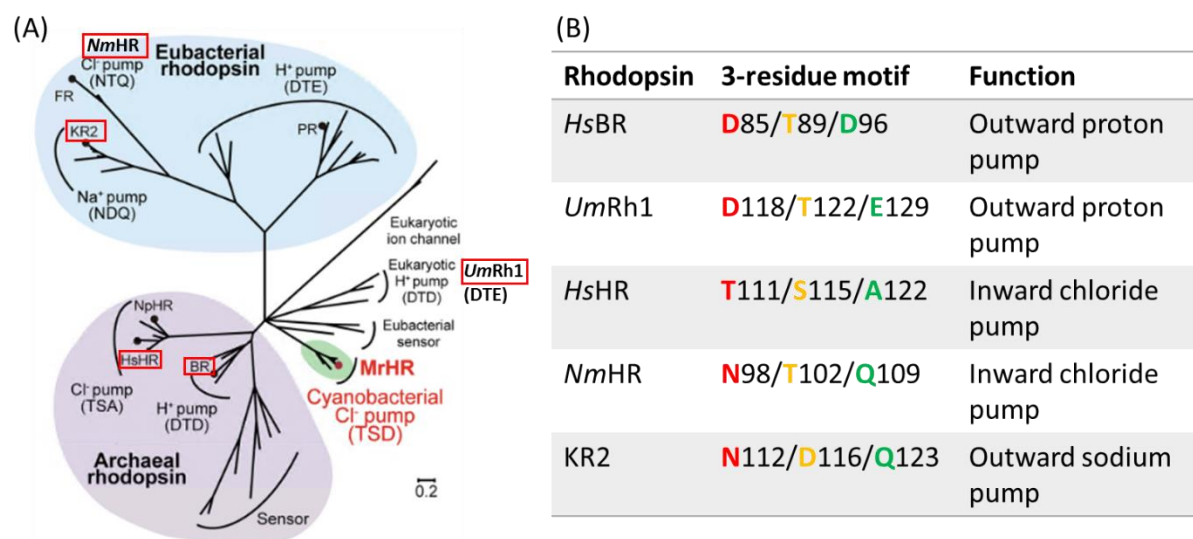 (A)
NmHR
Cl⁻ pump
(NTQ)
Eubacterial
rhodopsin
H⁺ pump
(DTE)
FR
PR
KR2
Na⁺ pump
(NDQ)
Eukaryotic
ion channel
Eukaryotic
H⁺ pump
(DTD)
UmRh1
(DTE)
NpHR
Eubacterial
sensor
HsHR
BR
MrHR
Cl⁻ pump
(TSA)
H⁺ pump
(DTD)
Cyanobacterial
Cl⁻ pump
(TSD)
Archaeal
rhodopsin
0.2
Sensor
(B)
Rhodopsin 3-residue motif Function
HsBR D85/T89/D96 Outward proton
pump
UmRh1 D118/T122/E129 Outward proton
pump
HsHR T111/S115/A122 Inward chloride
pump
NmHR N98/T102/Q109 Inward chloride
pump
KR2 N112/D116/Q123 Outward sodium
pump